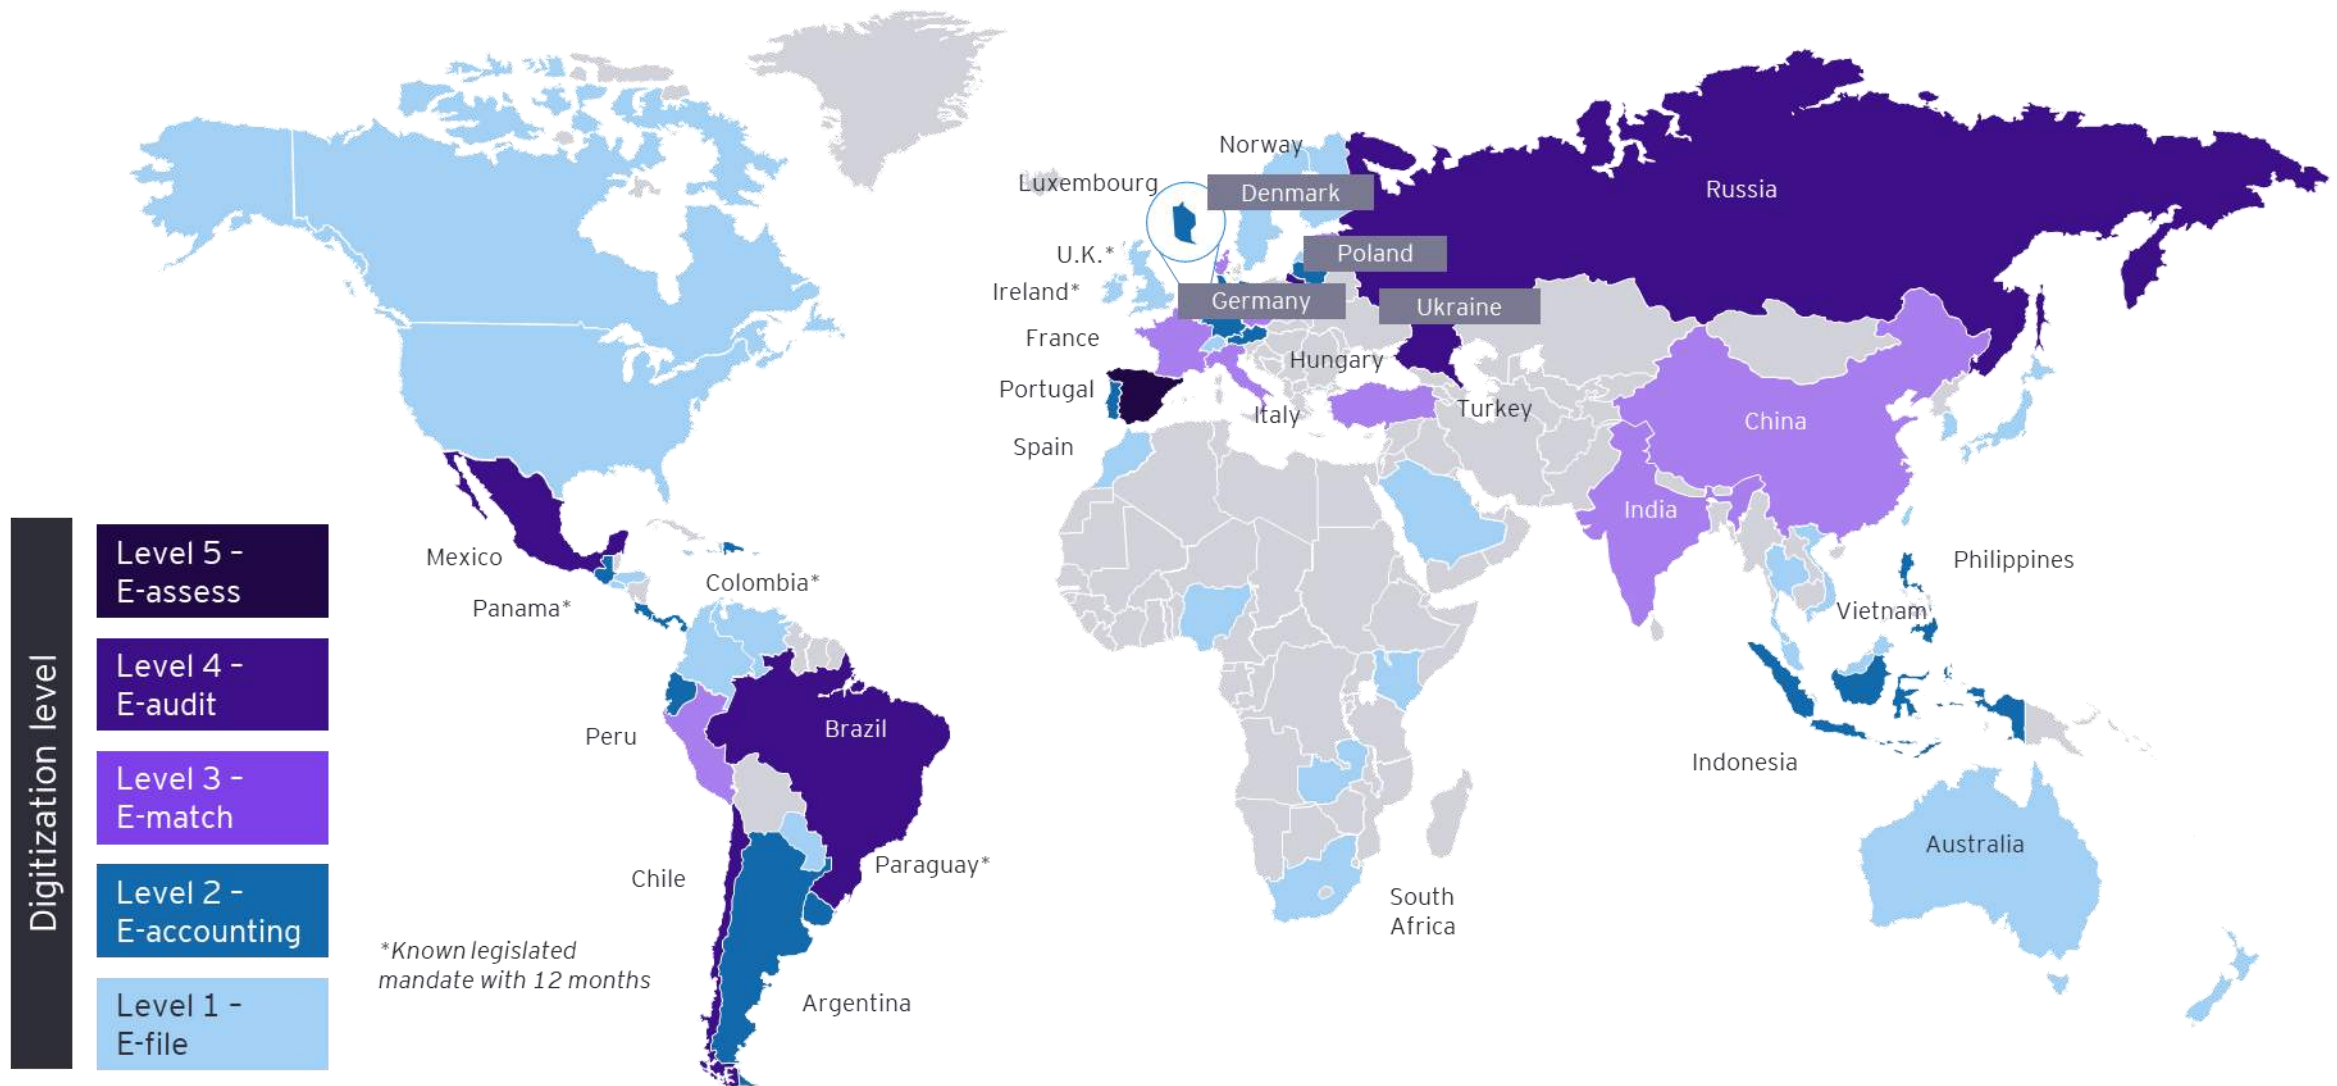 Norway
Luxembourg
Denmark
Russia
U.K.*
Poland
Ireland*
Germany
Ukraine
France
Hungary
Portugal
Turkey
Italy
China
Spain
India
Digitization level
Level 5 –
E-assess
Level 4 –
E-audit
Level 3 –
E-match
Level 2 –
E-accounting
Level 1 –
E-file
Mexico
Colombia*
Panama*
Philippines
Vietnam
Peru
Brazil
Indonesia
Chile
Paraguay*
Australia
South
Africa
*Known legislated
mandate with 12 months
Argentina